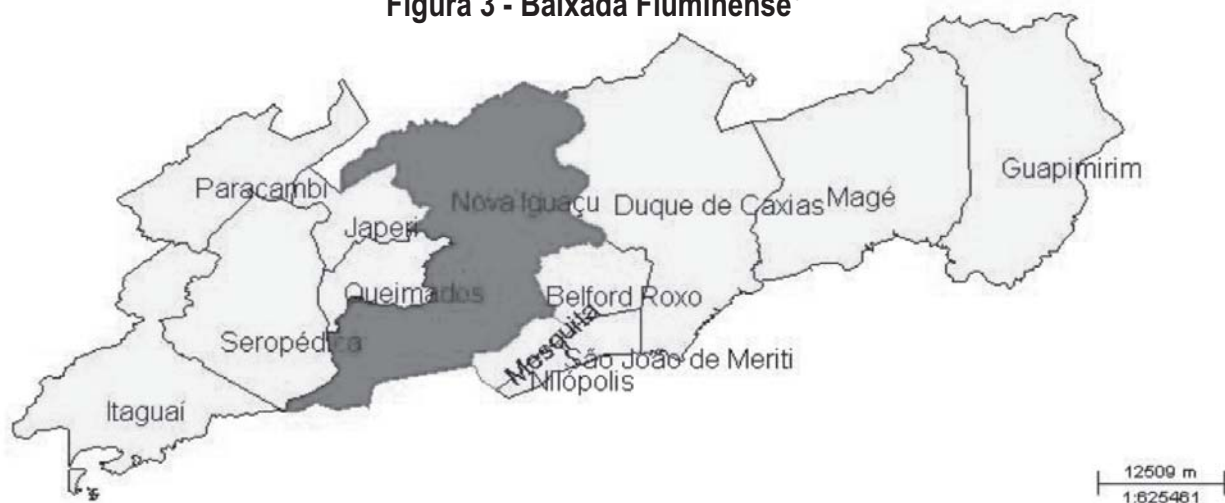 Figura 3 - Baixada Fluminense
Paracambi
Guapimirim
Nova Iguaçu
Duque de Caxias
Magé
Japeri
Queimados
Belford Roxo
Seropédica
Mosquita
São João de Meriti
Nilópolis
Itaguaí
12509 m
1:625461